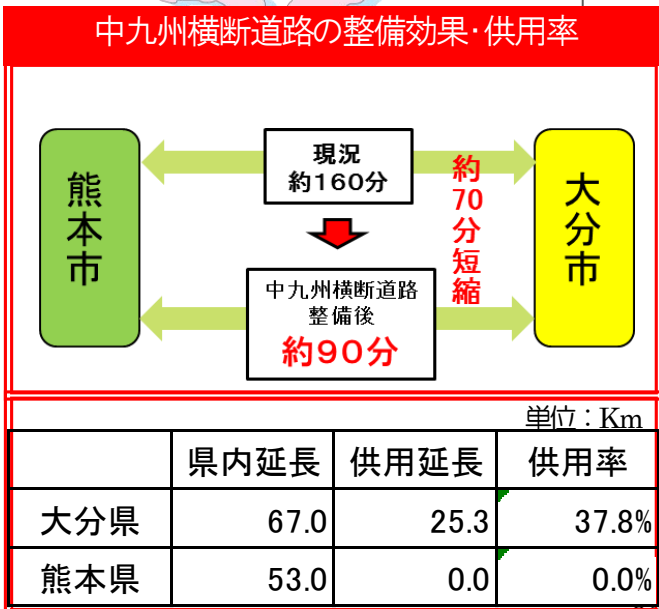 中九州横断道路の整備効果・供用率
現況
約160分
熊本市
約70分短縮
大分市
中九州横断道路
整備後
約90分
単位：Km
県内延長 供用延長 供用率
大分県 67.0 25.3 37.8%
熊本県 53.0 0.0 0.0%